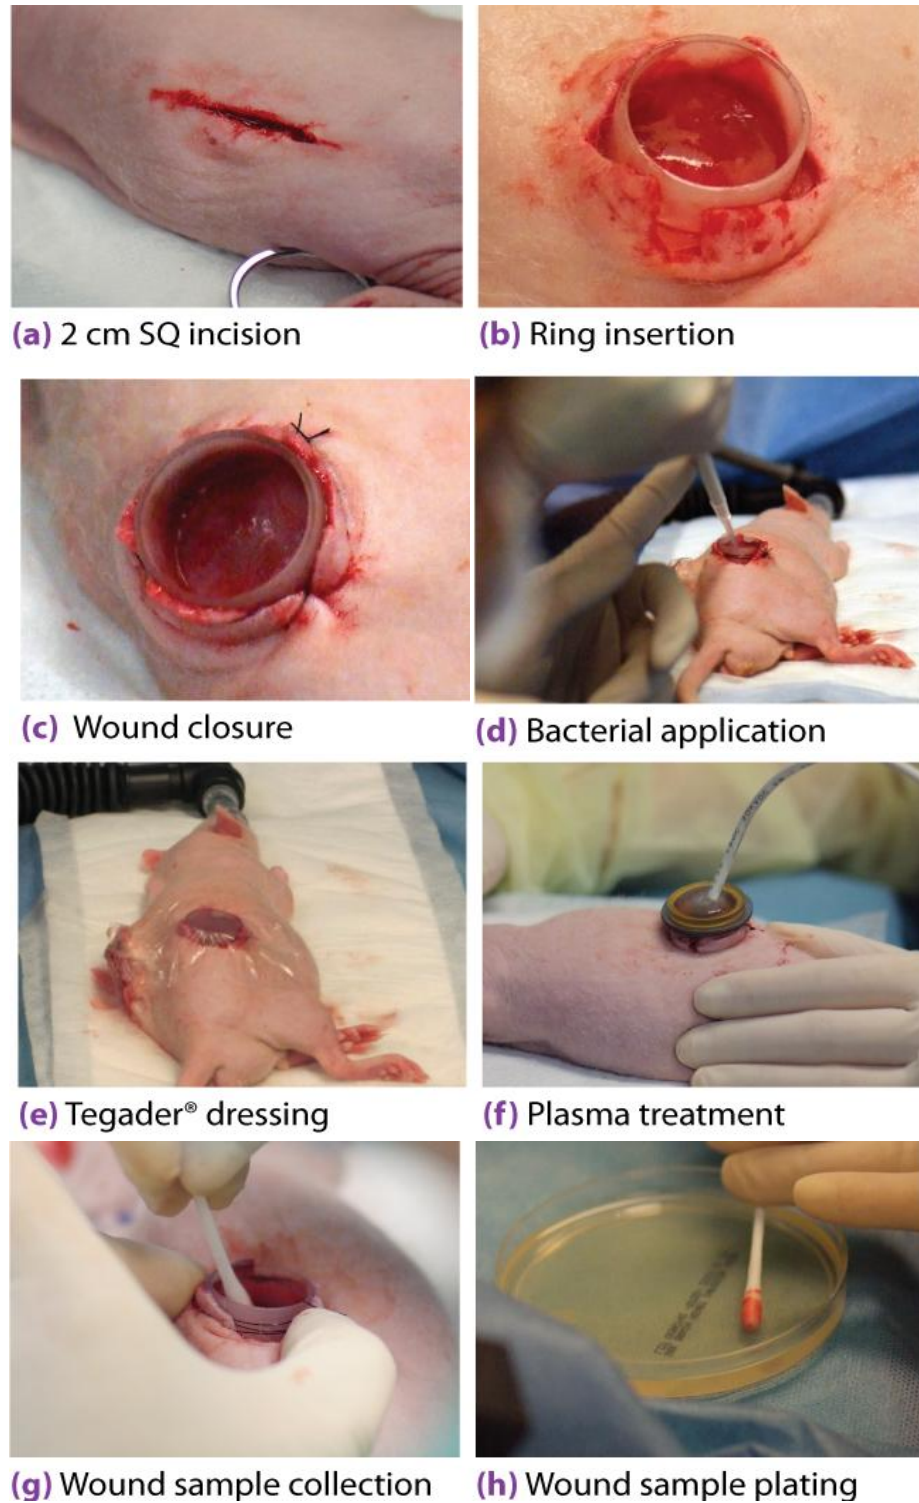 (a) 2 cm SQ incision
(b) Ring insertion
(c) Wound closure
(d) Bacterial application
(e) Tegader® dressing
(f) Plasma treatment
(g) Wound sample collection
(h) Wound sample plating